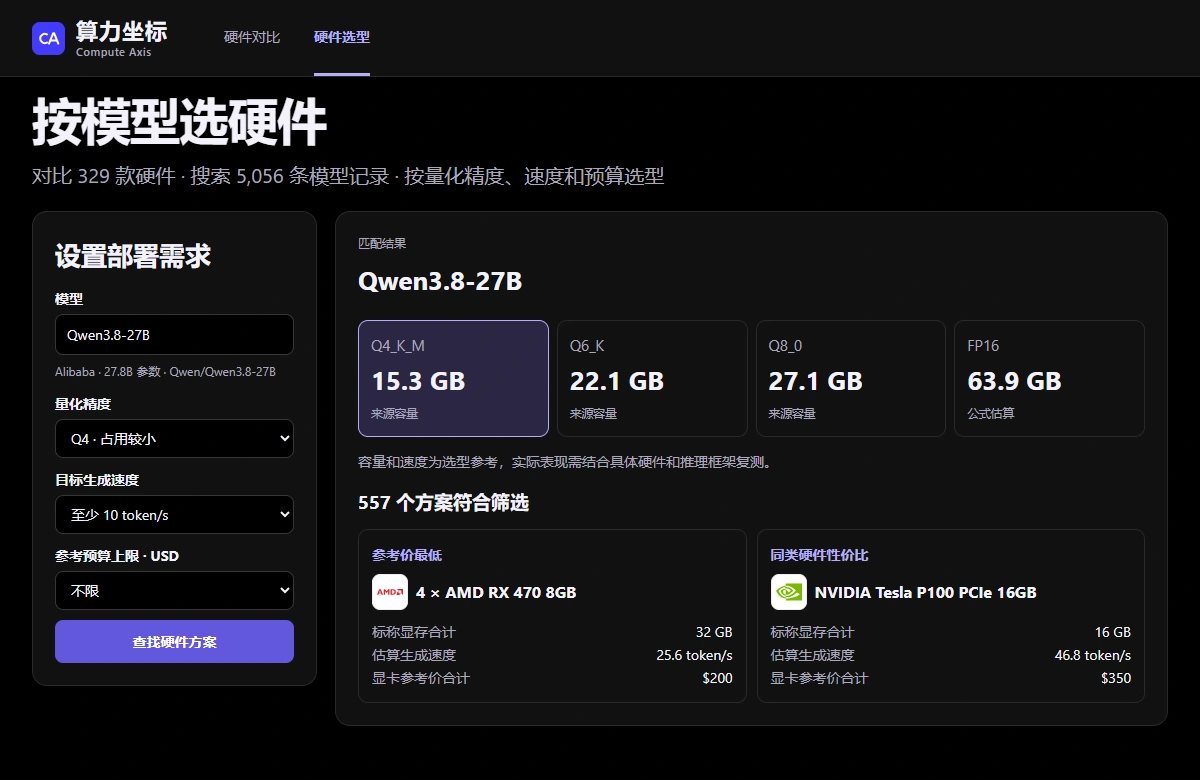 CA
算力坐标
Compute Axis
硬件对比
硬件选型
按模型选硬件
对比 329 款硬件 · 搜索 5,056 条模型记录 · 按量化精度、速度和预算选型
设置部署需求
模型
Qwen3.8-27B
Alibaba · 27.8B 参数 · Qwen/Qwen3.8-27B
量化精度
Q4 · 占用较小
目标生成速度
至少 10 token/s
参考预算上限 · USD
不限
查找硬件方案
匹配结果
Qwen3.8-27B
Q4_K_M
15.3 GB
来源容量
Q6_K
22.1 GB
来源容量
Q8_0
27.1 GB
来源容量
FP16
63.9 GB
公式估算
容量和速度为选型参考，实际表现需结合具体硬件和推理框架复测。
557 个方案符合筛选
参考价最低
AMD
4 × AMD RX 470 8GB
标称显存合计 32 GB
估算生成速度 25.6 token/s
显卡参考价合计 $200
同类硬件性价比
NVIDIA Tesla P100 PCIe 16GB
标称显存合计 16 GB
估算生成速度 46.8 token/s
显卡参考价合计 $350